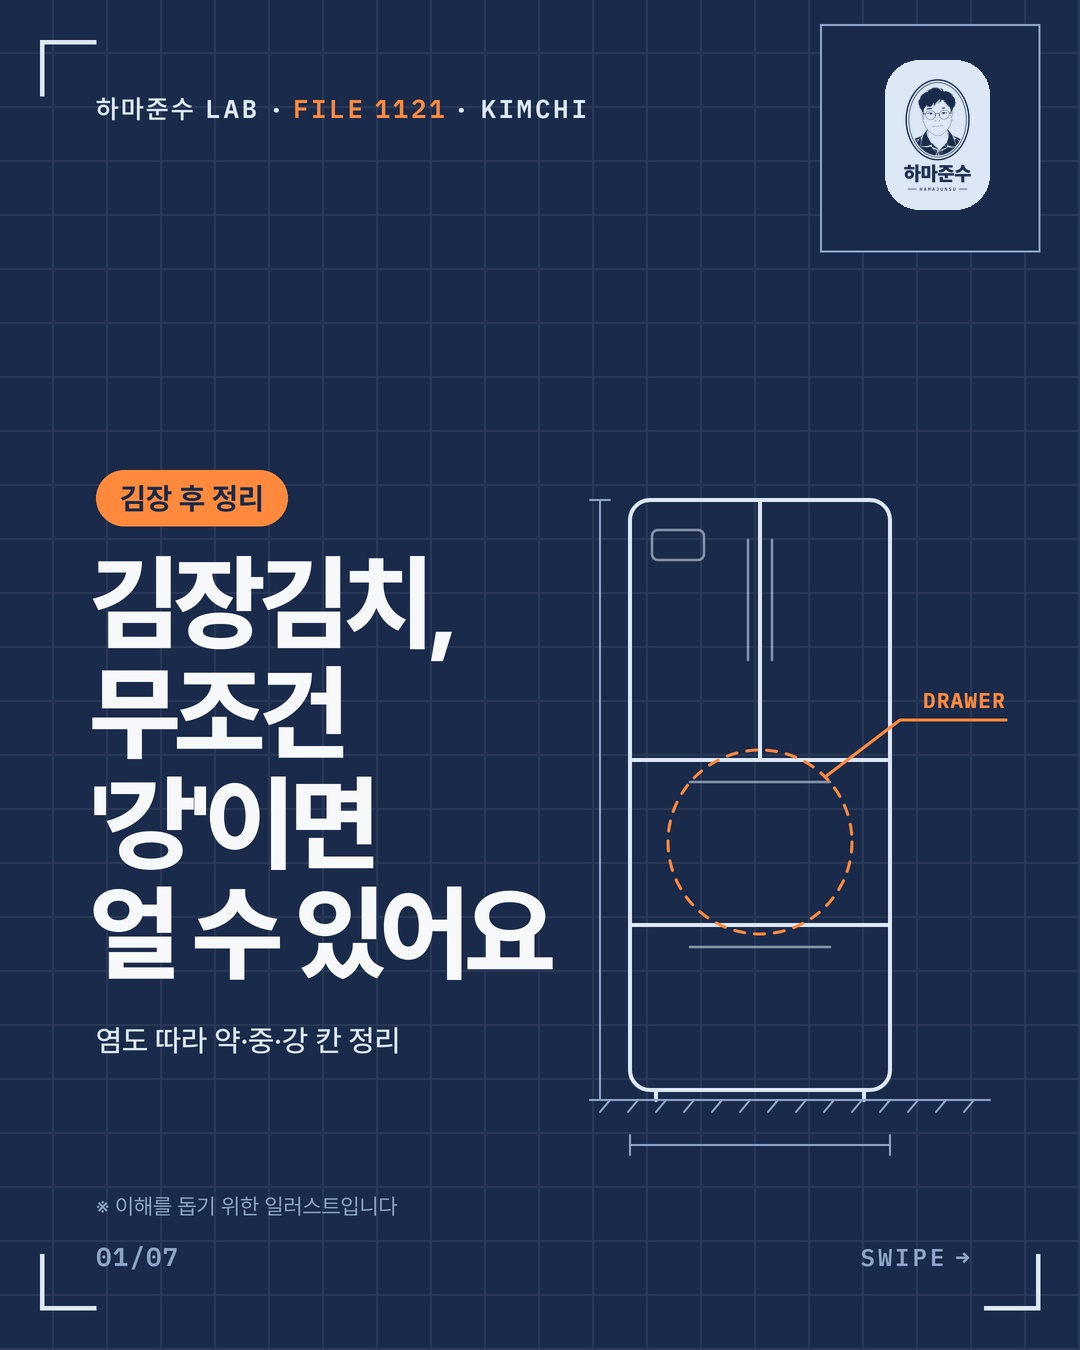 하마준수 LAB · FILE 1121 · KIMCHI
하마준수
HAMAJUNSU
김장 후 정리
김장김치,
무조건
'강'이면
얼 수 있어요
DRAWER
염도 따라 약·중·강 칸 정리
※ 이해를 돕기 위한 일러스트입니다
01/07
SWIPE →